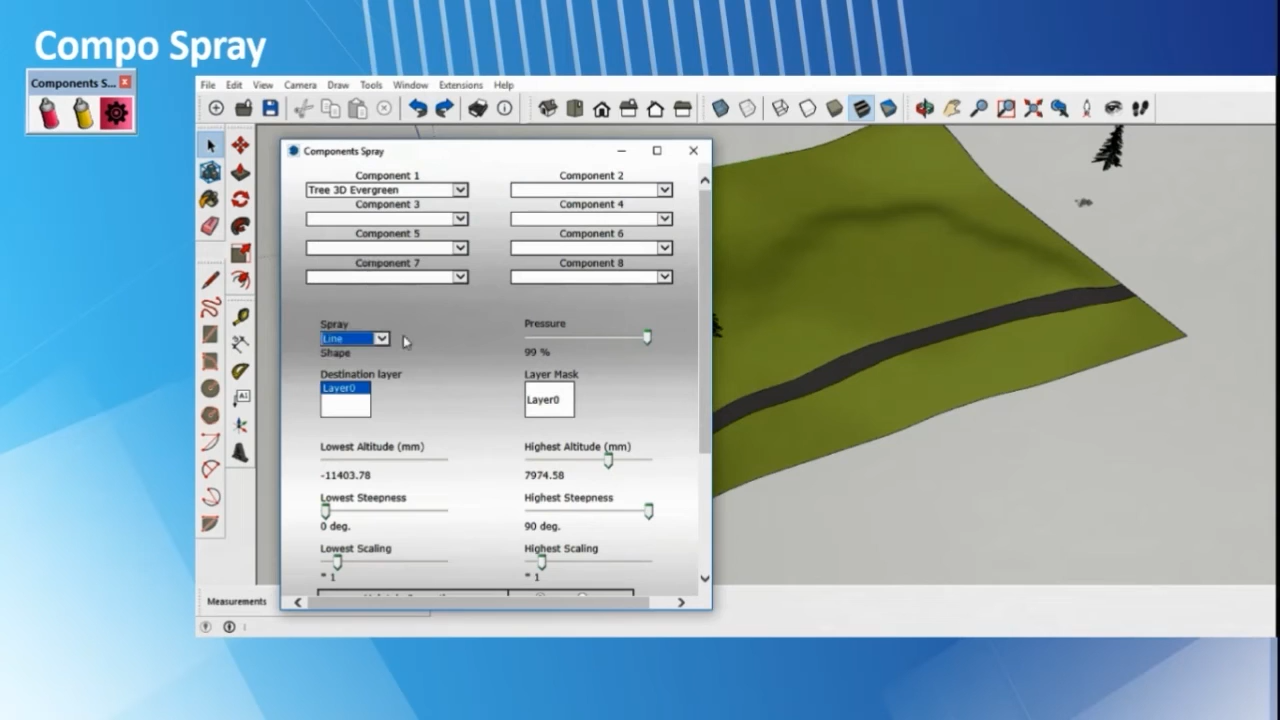 Compo Spray
Components S...
File Edit View Camera Draw Tools Window Extensions Help
Components Spray
Component 1 Component 2
Tree 3D Evergreen
Component 3 Component 4
Component 5 Component 6
Component 7 Component 8
Spray Pressure
Line
Shape 99 %
Destination layer Layer Mask
Layer0
Layer0
Lowest Altitude (mm) Highest Altitude (mm)
-11403.78 7974.58
Lowest Steepness Highest Steepness
0 deg. 90 deg.
Lowest Scaling Highest Scaling
* 1 * 1
Measurements